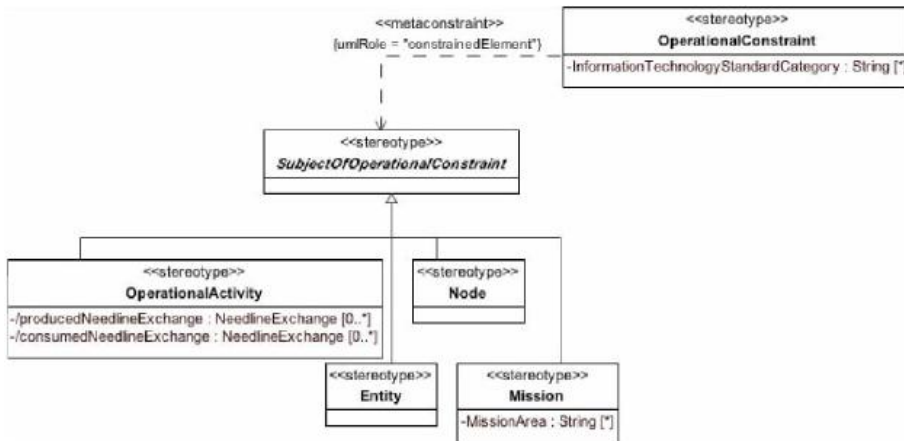 <<metaconstraint>>
{umlRole = "constrainedElement"}
<<stereotype>>
OperationalConstraint
-InformationTechnologyStandardCategory : String [*]
<<stereotype>>
SubjectOfOperationalConstraint
<<stereotype>>
OperationalActivity
-/producedNeedlineExchange : NeedlineExchange [0..*]
-/consumedNeedlineExchange : NeedlineExchange [0..*]
<<stereotype>>
Node
<<stereotype>>
Entity
<<stereotype>>
Mission
-MissionArea : String [*]